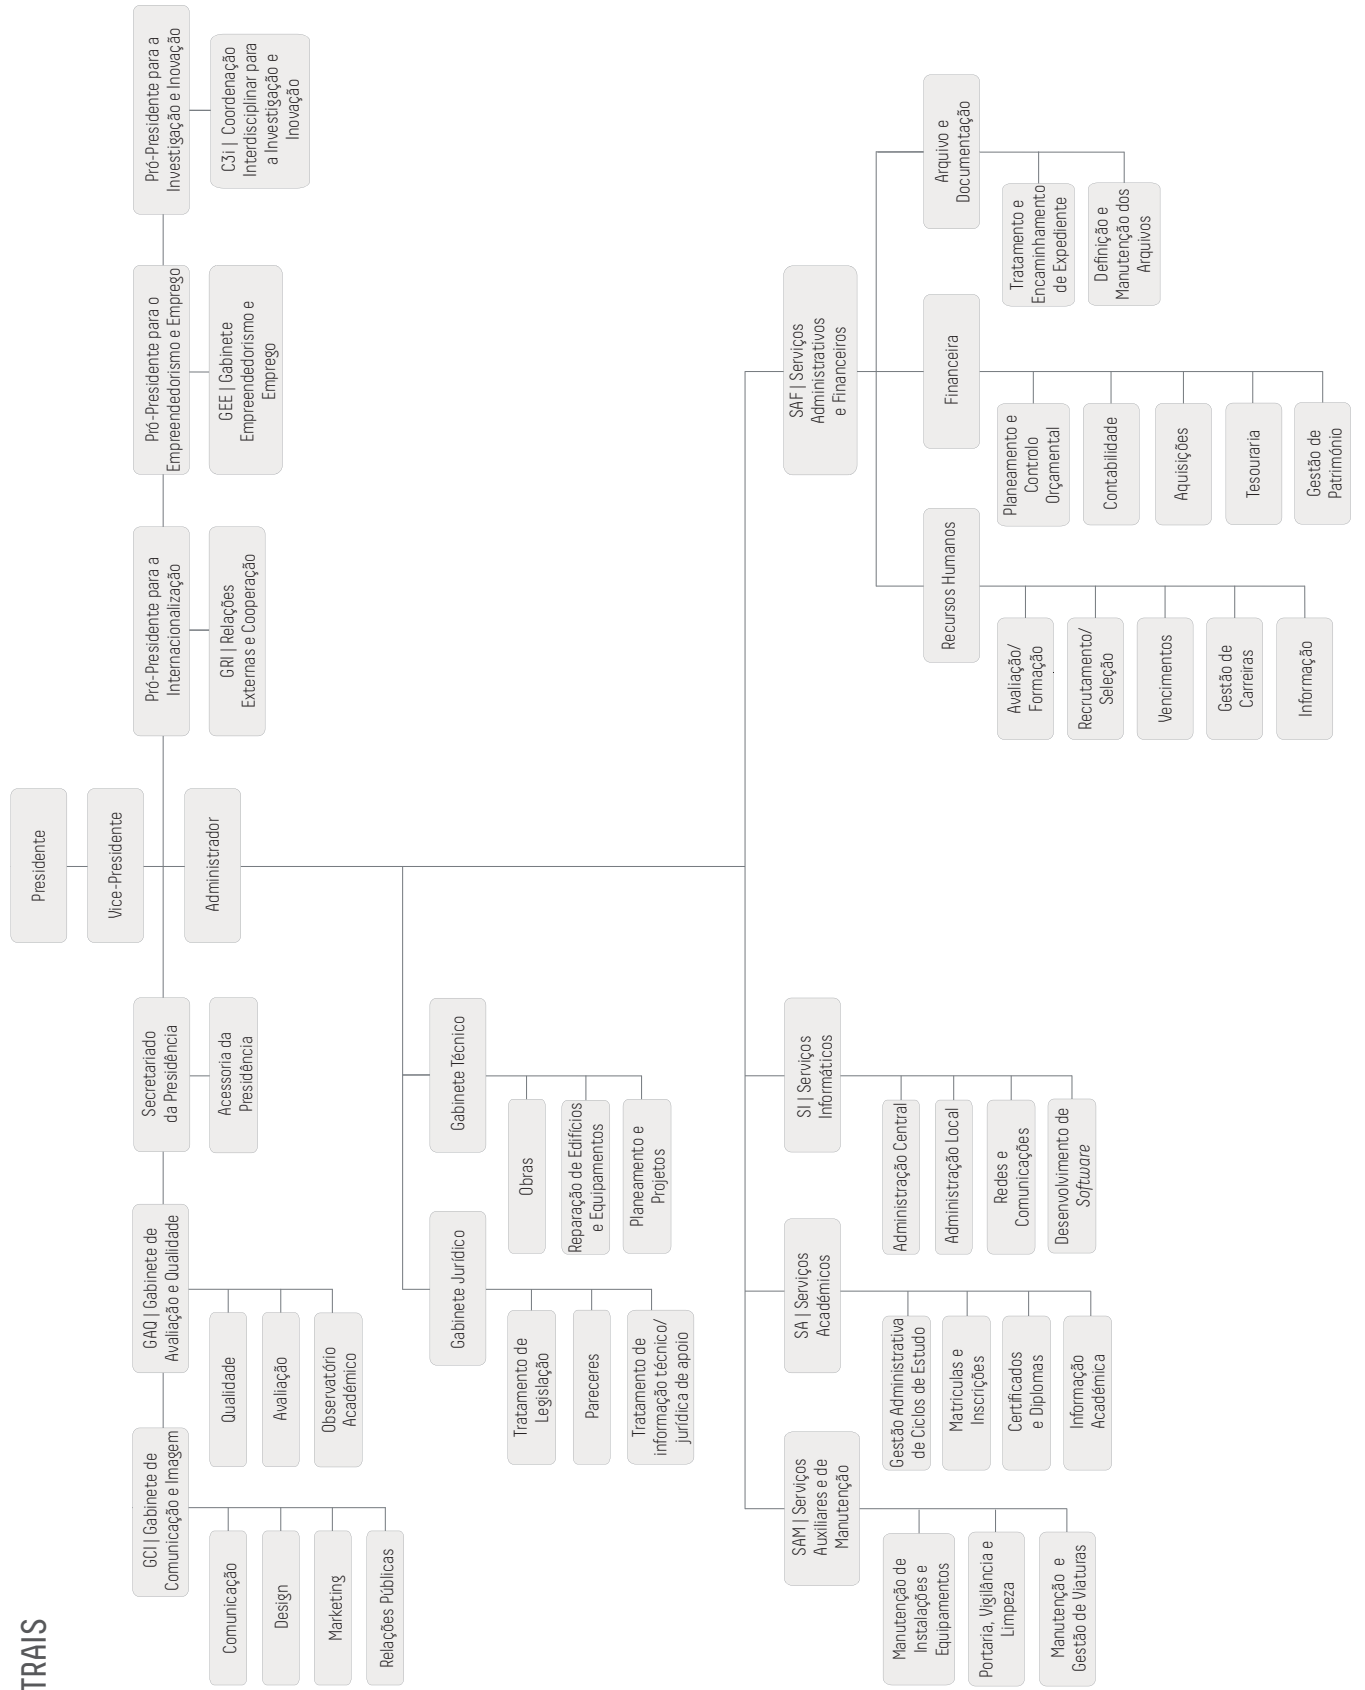 TRAIS
Presidente
Vice-Presidente
Administrador
GCI | Gabinete de
Comunicação e Imagem
Comunicação
Design
Marketing
Relações Públicas
GAQ | Gabinete de
Avaliação e Qualidade
Qualidade
Avaliação
Observatório
Académico
Secretariado
da Presidência
Acessoria da
Presidência
Pró-Presidente para a
Internacionalização
GRI | Relações
Externas e Cooperação
Pró-Presidente para o
Empreendedorismo e Emprego
GEE | Gabinete
Empreendedorismo e
Emprego
Pró-Presidente para a
Investigação e Inovação
C3i | Coordenação
Interdisciplinar para
a Investigação e
Inovação
Gabinete Jurídico
Tratamento de
Legislação
Pareceres
Tratamento de
informação técnico/
jurídica de apoio
Gabinete Técnico
Obras
Reparação de Edifícios
e Equipamentos
Planeamento e
Projetos
SAM | Serviços
Auxiliares e de
Manutenção
Manutenção de
Instalações e
Equipamentos
Portaria, Vigilância e
Limpeza
Manutenção e
Gestão de Viaturas
SA | Serviços
Académicos
Gestão Administrativa
de Ciclos de Estudo
Matriculas e
Inscrições
Certificados
e Diplomas
Informação
Académica
SI | Serviços
Informáticos
Administração Central
Administração Local
Redes e
Comunicações
Desenvolvimento de
Software
SAF | Serviços
Administrativos
e Financeiros
Recursos Humanos
Avaliação/
Formação
Recrutamento/
Seleção
Vencimentos
Gestão de
Carreiras
Informação
Financeira
Planeamento e
Controlo
Orçamental
Contabilidade
Aquisições
Tesouraria
Gestão de
Património
Arquivo e
Documentação
Tratamento e
Encaminhamento
de Expediente
Definição e
Manutenção dos
Arquivos